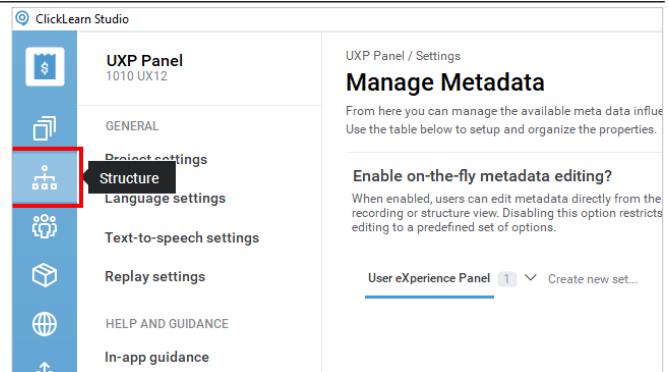 ClickLearn Studio
UXP Panel
1010 UX12
GENERAL
Project settings
Structure
Language settings
Text-to-speech settings
Replay settings
HELP AND GUIDANCE
In-app guidance
UXP Panel / Settings
Manage Metadata
From here you can manage the available meta data influe
Use the table below to setup and organize the properties.
Enable on-the-fly metadata editing?
When enabled, users can edit metadata directly from the
recording or structure view. Disabling this option restricts
editing to a predefined set of options.
User eXperience Panel 1 Create new set...